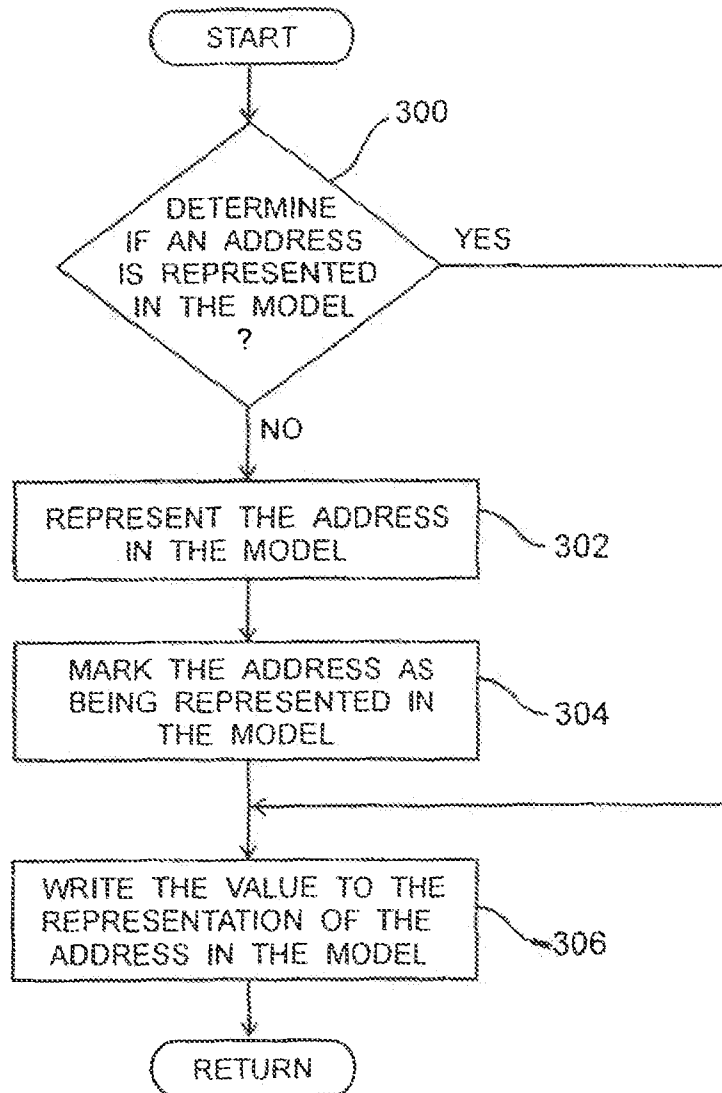 START
300
DETERMINE
IF AN ADDRESS
IS REPRESENTED
IN THE MODEL
?
YES
NO
REPRESENT THE ADDRESS
IN THE MODEL
302
MARK THE ADDRESS AS
BEING REPRESENTED IN
THE MODEL
304
WRITE THE VALUE TO THE
REPRESENTATION OF THE
ADDRESS IN THE MODEL
306
RETURN